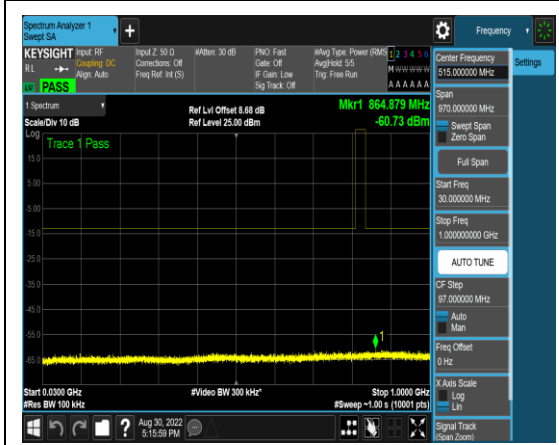 Spectrum Analyzer 1
Swept SA
Frequency
KEYSIGHT
Input: RF
Coupling: DC
Align: Auto
Input Z: 50 Ω
Corrections: Off
Freq Ref: Int (S)
#Atten: 30 dB
PNO: Fast
Gate: Off
IF Gain: Low
Sig Track: Off
#Avg Type: Power (RMS
Avg|Hold: 5/5
Trig: Free Run
1 2 3 4 5 6
M W W W W W
A A A A A A
RL
PASS
1 Spectrum
Scale/Div 10 dB
Ref Lvl Offset 8.68 dB
Ref Level 25.00 dBm
Mkr1 864.879 MHz
-60.73 dBm
Log
Trace 1 Pass
15.0
5.00
-5.00
-15.0
-25.0
-35.0
-45.0
-55.0
-65.0
1
Start 0.0300 GHz
#Res BW 100 kHz
#Video BW 300 kHz*
Stop 1.0000 GHz
#Sweep ~1.00 s (10001 pts)
Center Frequency
515.000000 MHz
Settings
Span
970.000000 MHz
Swept Span
Zero Span
Full Span
Start Freq
30.000000 MHz
Stop Freq
1.000000000 GHz
AUTO TUNE
CF Step
97.000000 MHz
Auto
Man
Freq Offset
0 Hz
X Axis Scale
Log
Lin
Signal Track
(Span Zoom)
Aug 30, 2022
5:15:59 PM